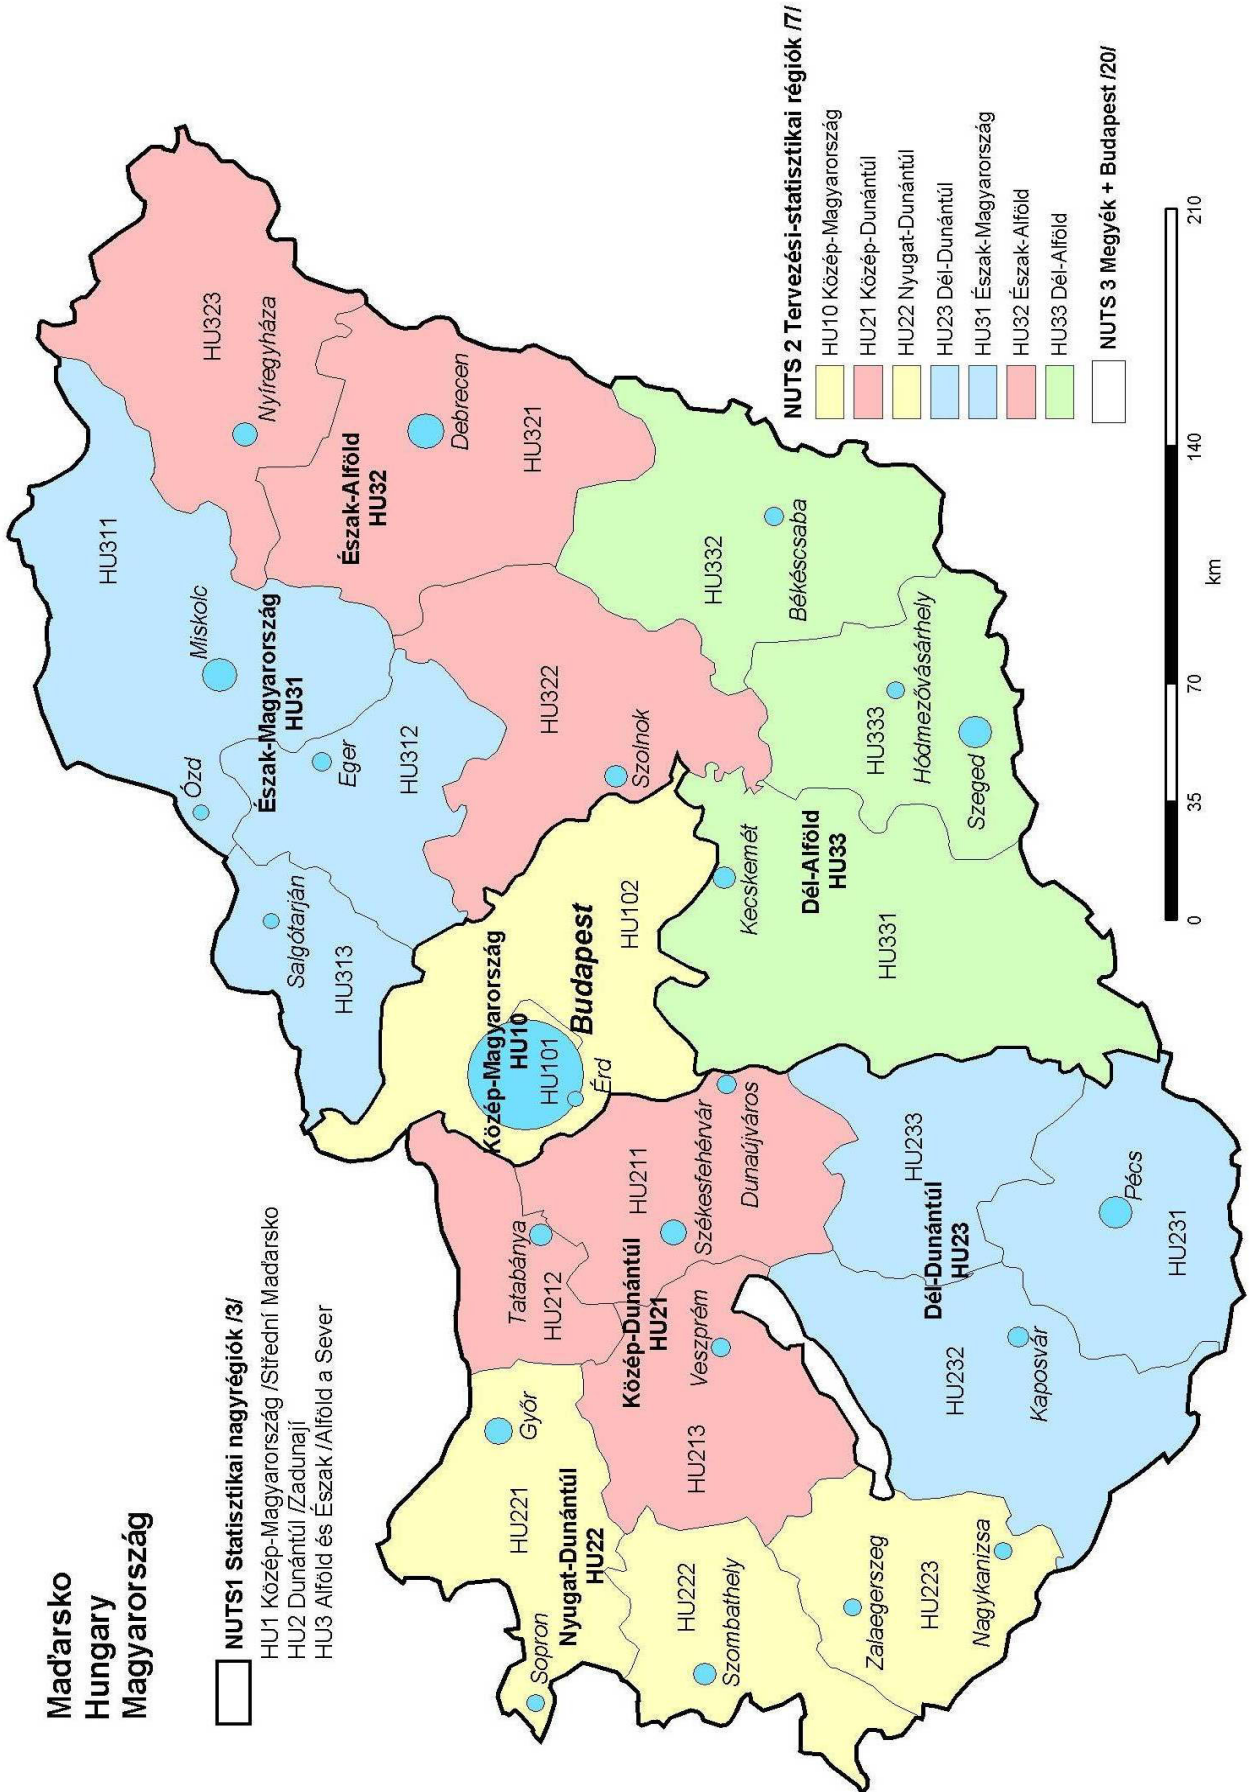 Maďarsko
Hungary
Magyarország
NUTS1 Statisztikai nagyrégiók /3/
HU1 Közép-Magyarország /Střední Maďarsko
HU2 Dunántúl /Zadunají
HU3 Alföld és Észak /Alföld a Sever
HU311
HU323
Nyíregyháza
Miskolc
Ózd
Észak-Magyarország
HU31
Eger
HU312
Salgótarján
HU313
Észak-Alföld
HU32
Debrecen
HU321
HU322
Szolnok
Közép-Magyarország
HU10
HU101
Budapest
Érd
HU102
Sopron
HU221
Győr
Nyugat-Dunántúl
HU22
HU222
Szombathely
Zalaegerszeg
HU223
Nagykanizsa
Tatabánya
HU212
HU211
Közép-Dunántúl
HU21
Székesfehérvár
Veszprém
HU213
Dunaújváros
HU233
Dél-Dunántúl
HU23
HU232
Kaposvár
Pécs
HU231
Kecskemét
Dél-Alföld
HU33
HU331
HU332
Békéscsaba
HU333
Hódmezővásárhely
Szeged
NUTS 2 Tervezési-statisztikai régiók /7/
HU10 Közép-Magyarország
HU21 Közép-Dunántúl
HU22 Nyugat-Dunántúl
HU23 Dél-Dunántúl
HU31 Észak-Magyarország
HU32 Észak-Alföld
HU33 Dél-Alföld
NUTS 3 Megyék + Budapest /20/
0 35 70 140 210
km